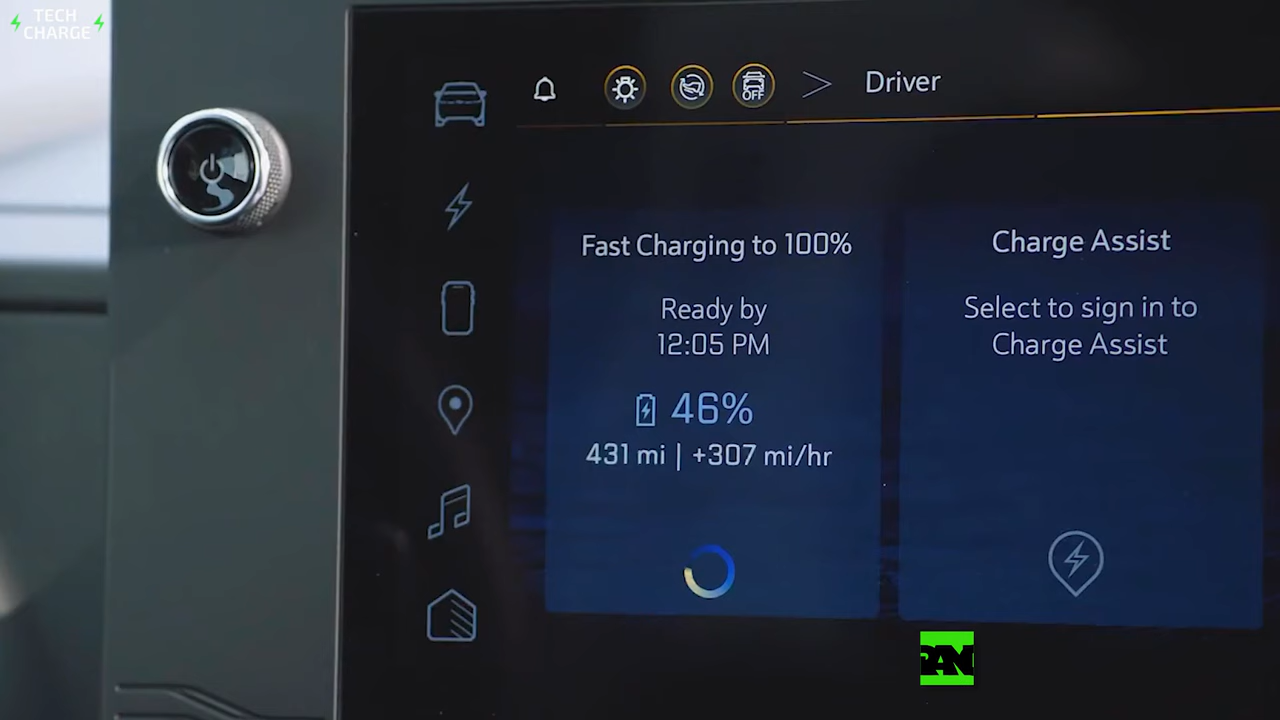 TECH
CHARGE
OFF
Driver
Fast Charging to 100%
Ready by
12:05 PM
46%
431 mi | +307 mi/hr
Charge Assist
Select to sign in to
Charge Assist